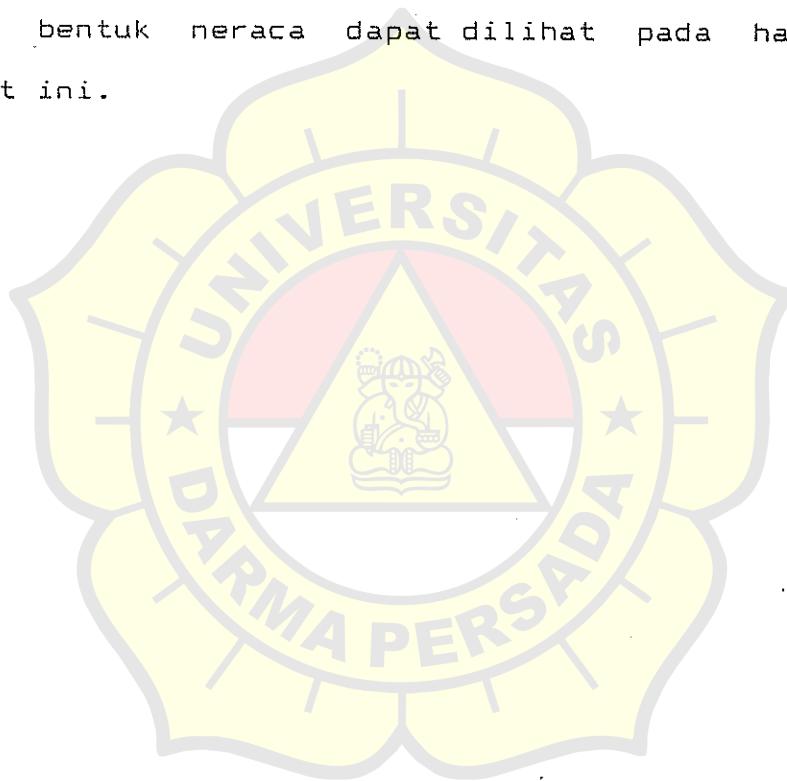 bentuk neraca dapat dilihat pada ha
t ini.
UNIVERSITAS
DARMA PERSADA